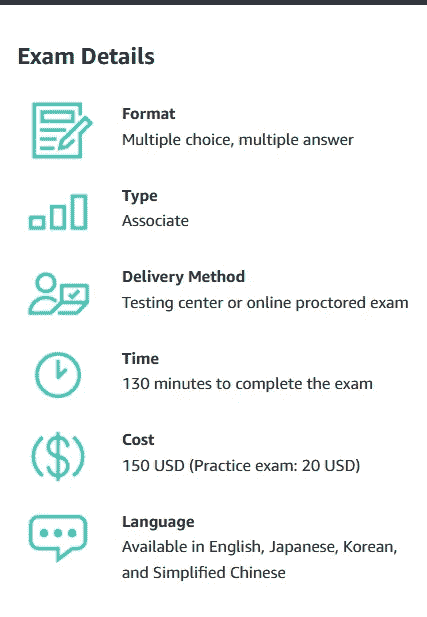 Exam Details
Format
Multiple choice, multiple answer
Type
Associate
Delivery Method
Testing center or online proctored exam
Time
130 minutes to complete the exam
Cost
150 USD (Practice exam: 20 USD)
Language
Available in English, Japanese, Korean,
and Simplified Chinese